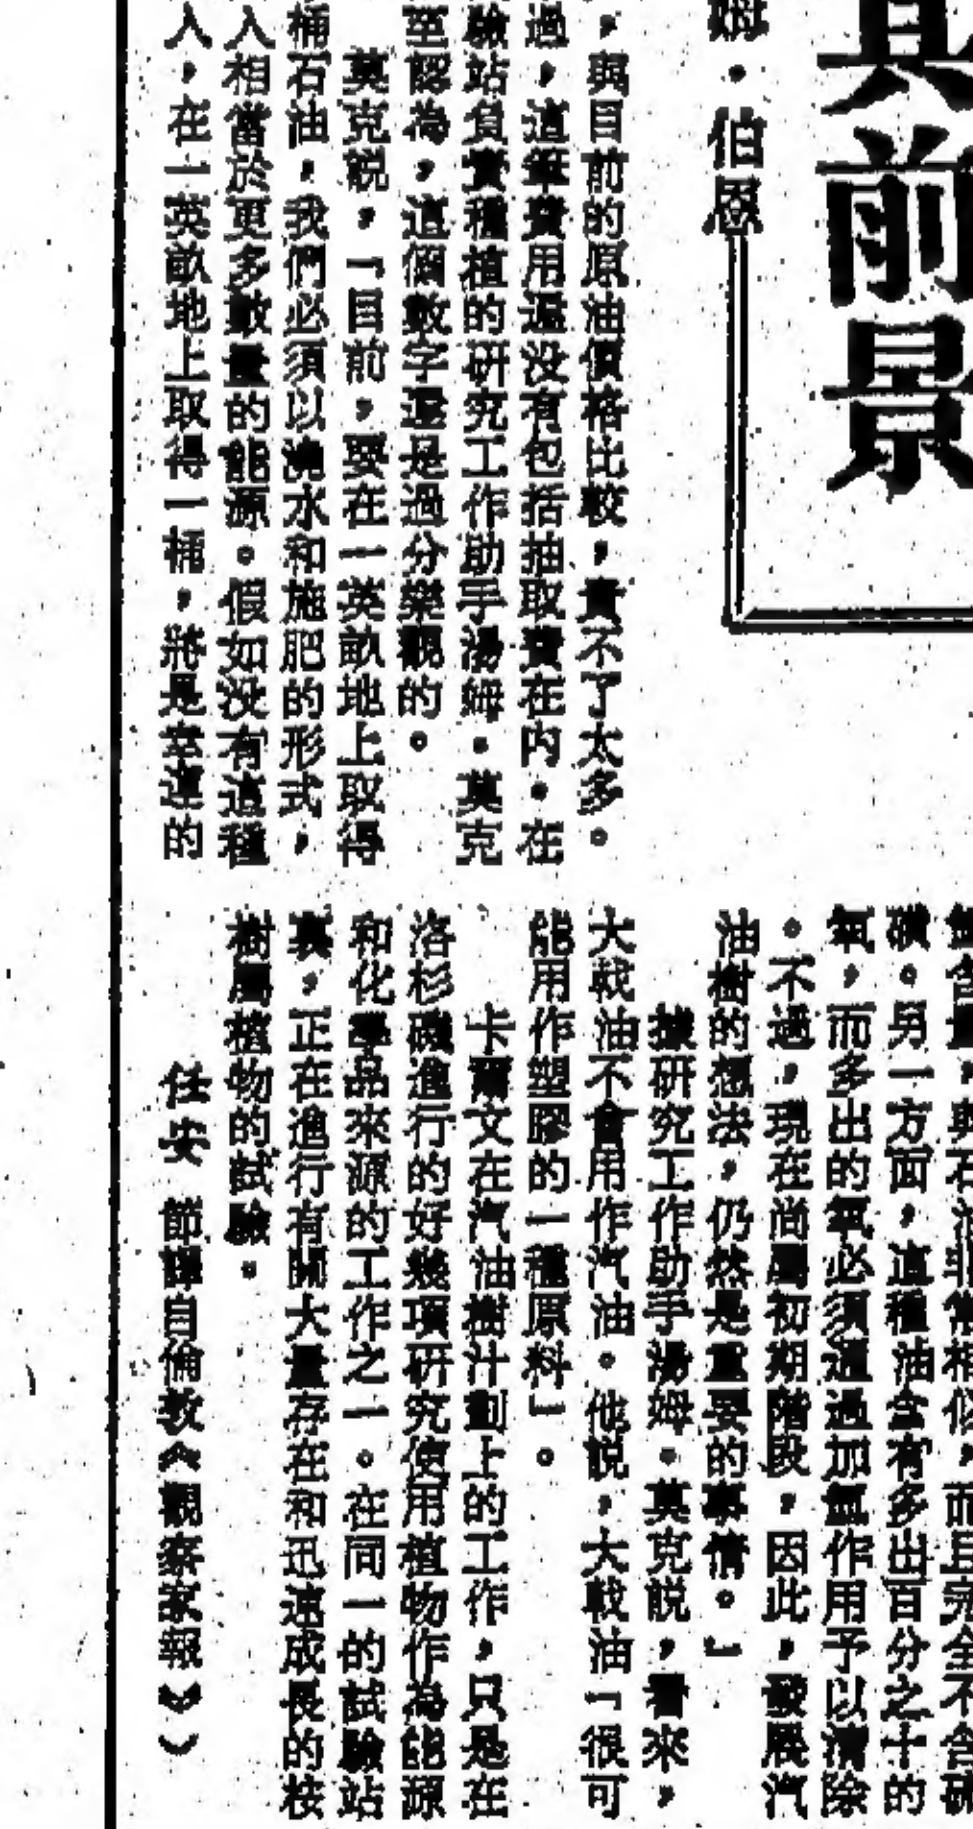 其前景
姆・伯恩
，與目前的原油價格比較，貴不了太多。
過，這筆費用還沒有包括抽取費在內。在
驗站負責種植的研究工作助手湯姆・莫克
至認為，這個數字還是過分樂觀的。
莫克說，「目前，要在一英畝地上取得
桶石油，我們必須以澆水和施肥的形式，
入相當於更多數量的能源。假如没有這種
入，在一英畝地上取得一桶，將是幸運的
氫含量，與石油非常相似，而且完全不含硫
磺。另一方面，這種油含有多出百分之十的
氧，而多出的氧必須通過加氫作用予以清除
。不過，現在尚屬初期階段，因此，發展汽
油樹的想法，仍然是重要的事情。」
據研究工作助手湯姆・莫克說，看來，
大戟油不會用作汽油。他說，大戟油「很可
能用作塑膠的一種原料」。
卡爾文在汽油樹汁劃上的工作，只是在
洛杉磯進行的好幾項研究使用植物作為能源
和化學品來源的工作之一。在同一的試驗站
裏，正在進行有關大量存在和迅速成長的桉
樹屬植物的試驗。
任安 節譯自倫敦《觀察家報》）